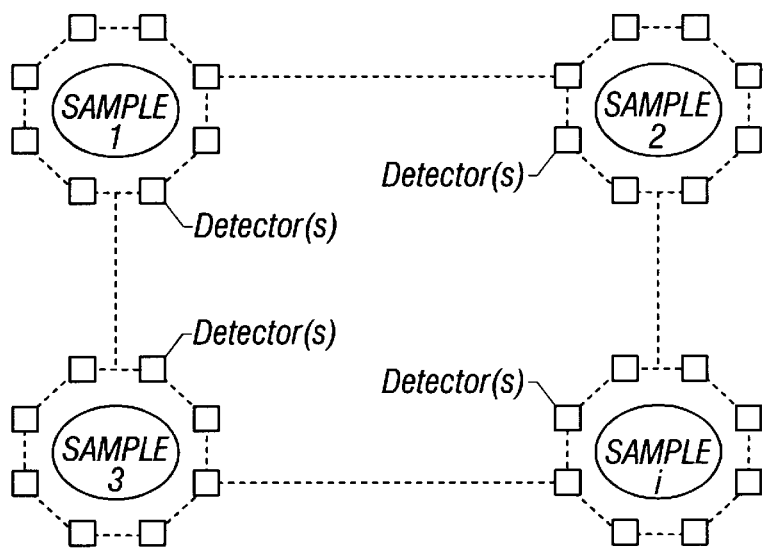 SAMPLE
1
SAMPLE
2
Detector(s)
Detector(s)
Detector(s)
Detector(s)
SAMPLE
3
SAMPLE
i